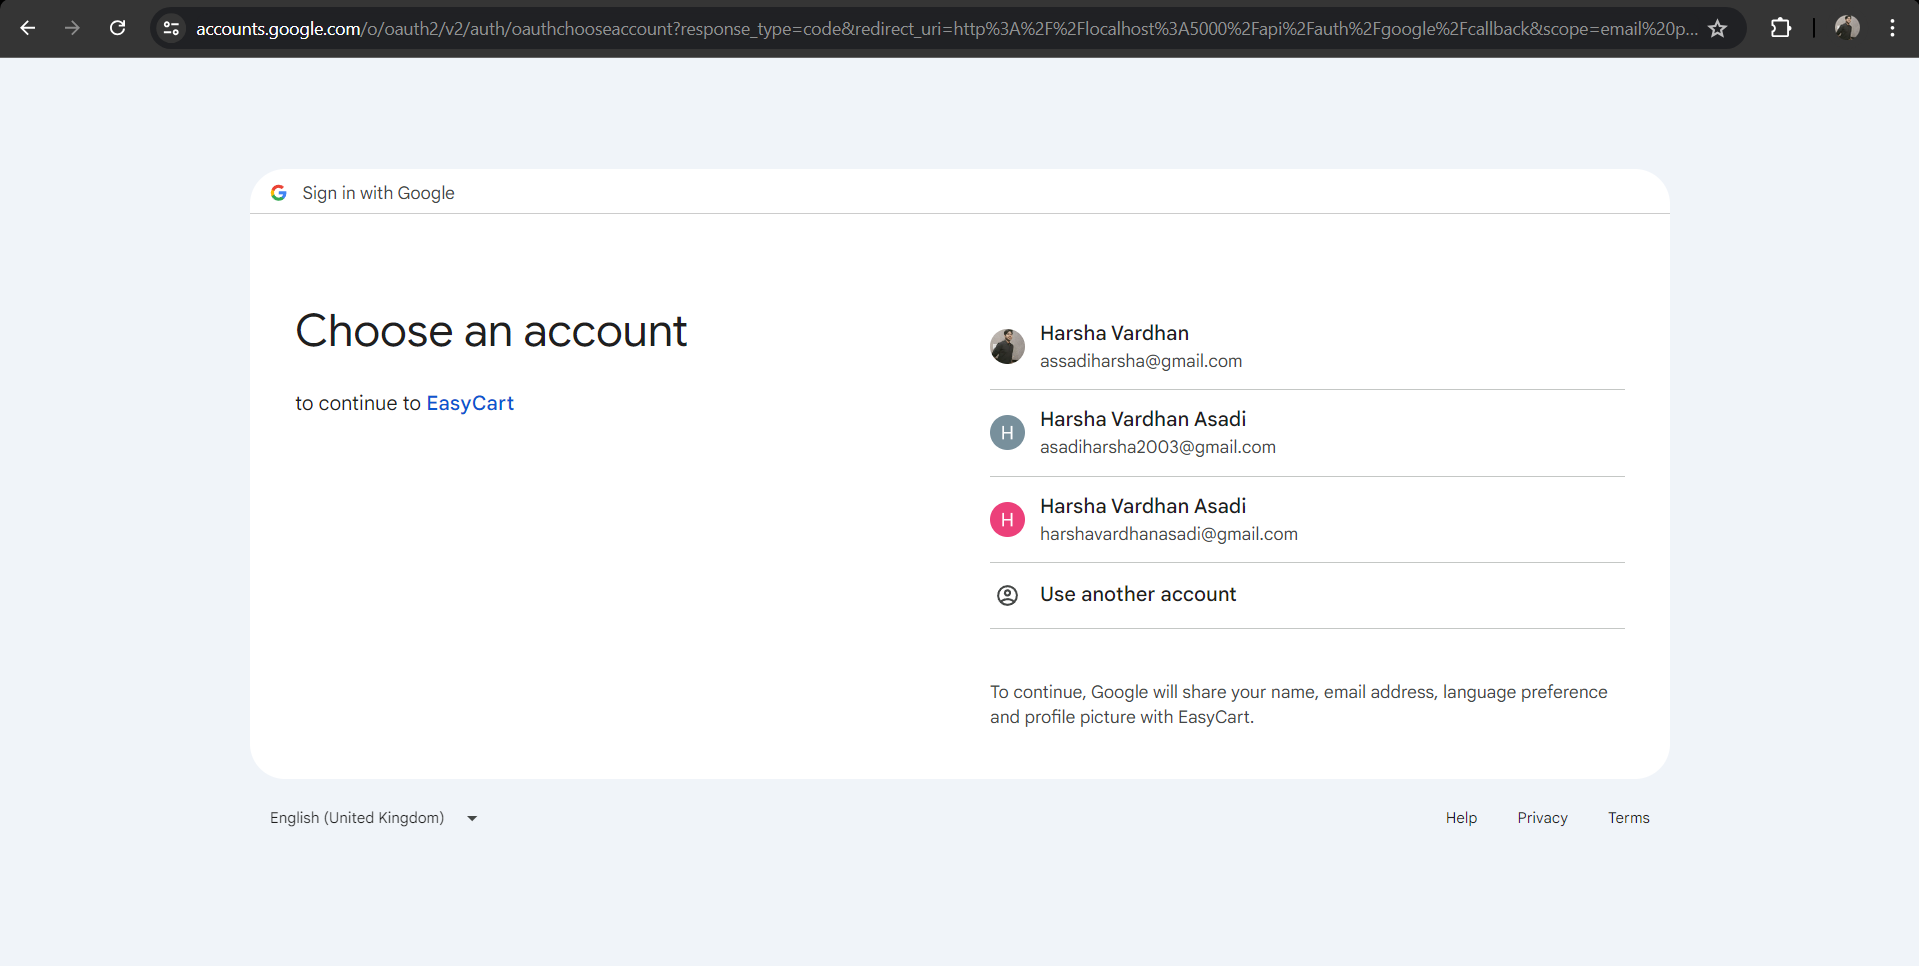 accounts.google.com/o/oauth2/v2/auth/oauthchooseaccount?response_type=code&redirect_uri=http%3A%2F%2Flocalhost%3A5000%2Fapi%2Fauth%2Fgoogle%2Fcallback&scope=email%20p...
Sign in with Google
Choose an account
to continue to EasyCart
Harsha Vardhan
assadiharsha@gmail.com
H
Harsha Vardhan Asadi
asadiharsha2003@gmail.com
H
Harsha Vardhan Asadi
harshavardhanasadi@gmail.com
Use another account
To continue, Google will share your name, email address, language preference
and profile picture with EasyCart.
English (United Kingdom)
Help Privacy Terms